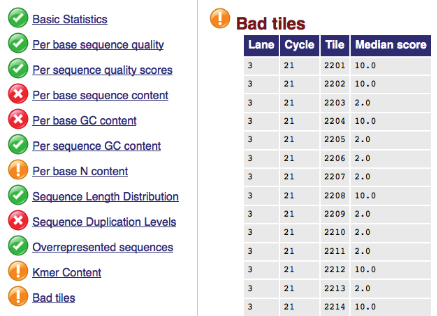 Basic Statistics
Per base sequence quality
Per sequence quality scores
Per base sequence content
Per base GC content
Per sequence GC content
Per base N content
Sequence Length Distribution
Sequence Duplication Levels
Overrepresented sequences
Kmer Content
Bad tiles
Bad tiles
Lane Cycle Tile Median score
3 21 2201 10.0
3 21 2202 10.0
3 21 2203 2.0
3 21 2204 10.0
3 21 2205 2.0
3 21 2206 2.0
3 21 2207 2.0
3 21 2208 10.0
3 21 2209 2.0
3 21 2210 2.0
3 21 2211 2.0
3 21 2212 10.0
3 21 2213 2.0
3 21 2214 10.0